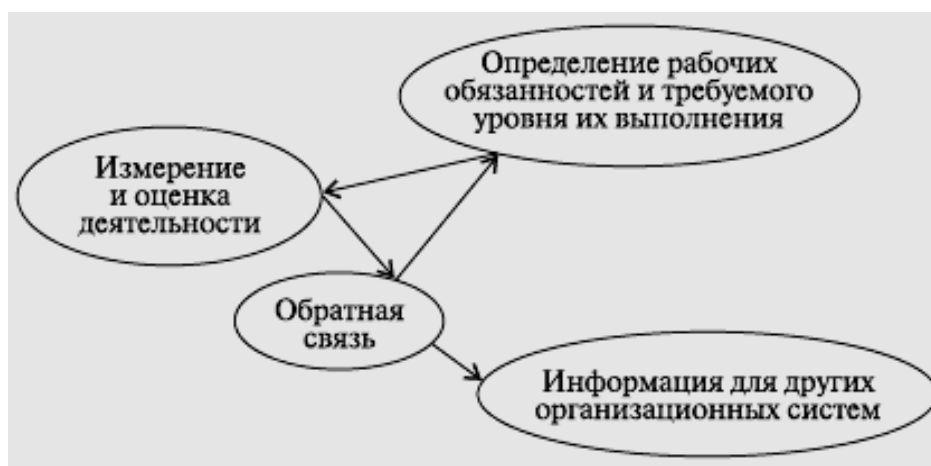 Определение рабочих
обязанностей и требуемого
уровня их выполнения
Измерение
и оценка
деятельности
Обратная
связь
Информация для других
организационных систем